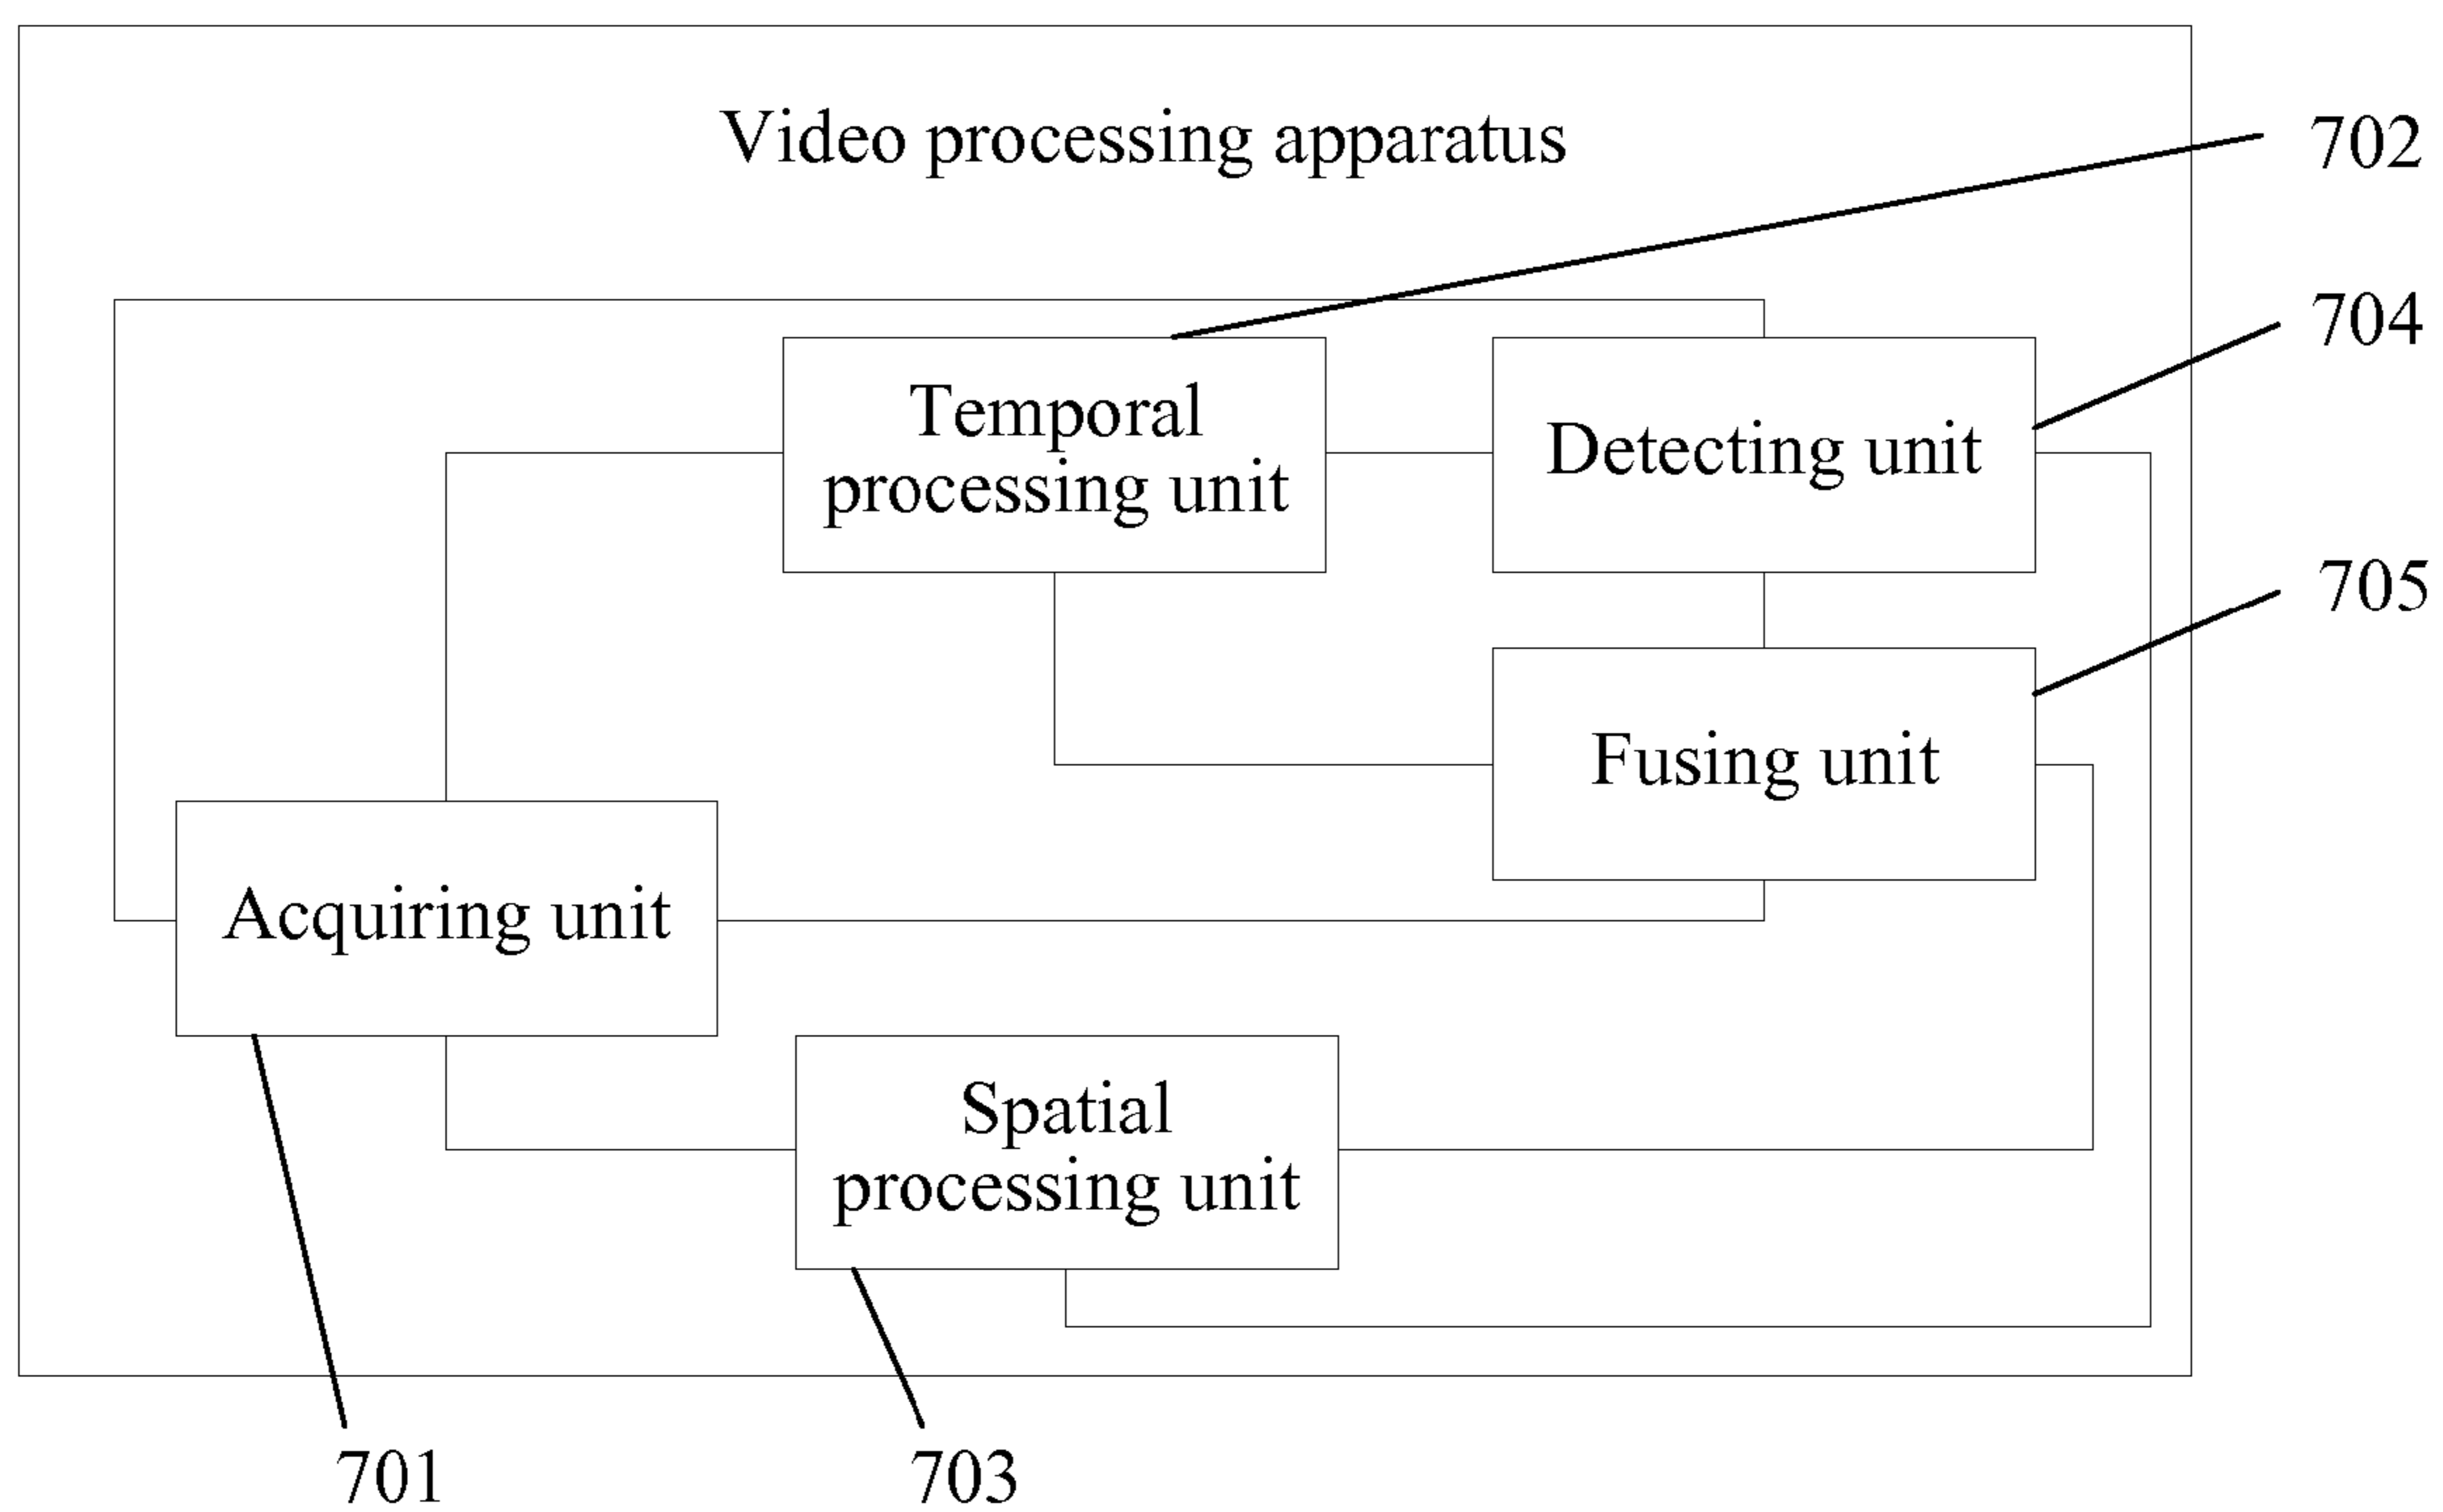 Video processing apparatus
702
704
Temporal
processing unit
Detecting unit
705
Fusing unit
Acquiring unit
Spatial
processing unit
701
703